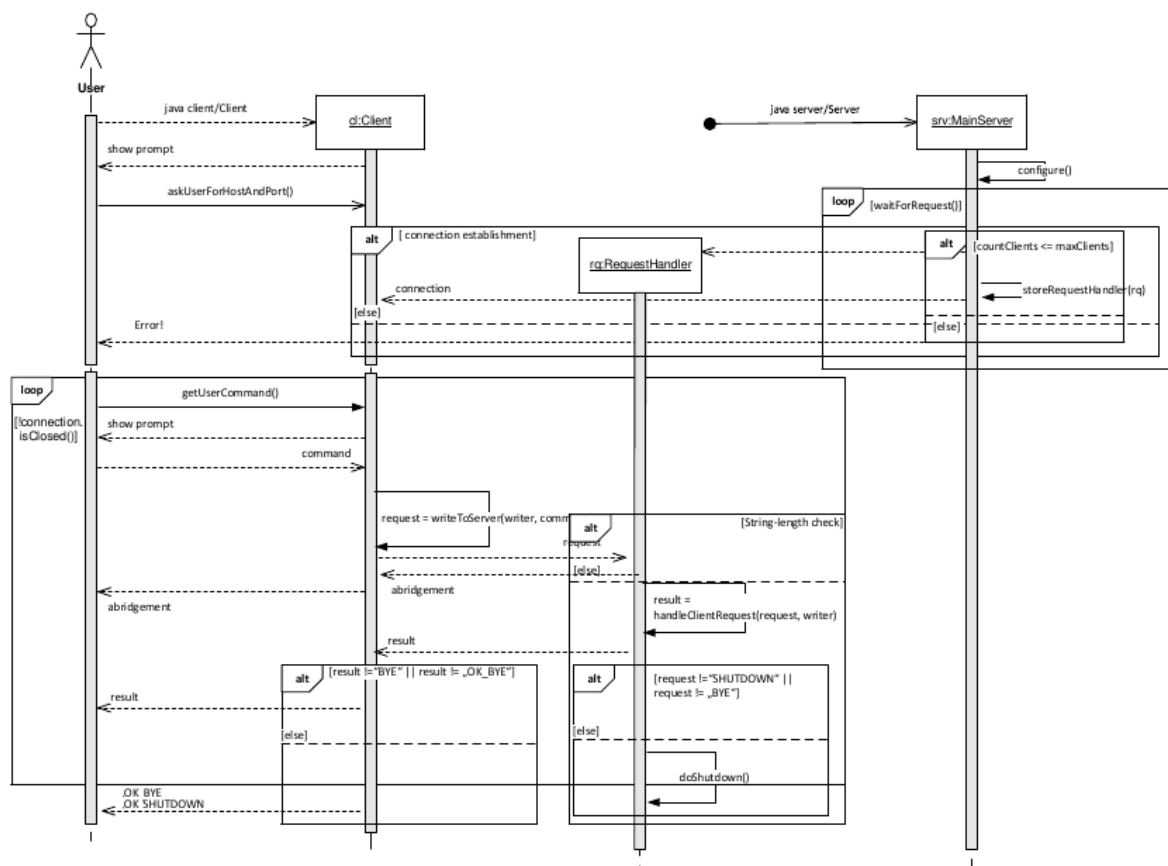 User
java client/Client
cl:Client
java server/Server
srv:MainServer
show prompt
configure()
askUserForHostAndPort()
loop
[waitForRequest()]
alt
[ connection establishment]
alt
[countClients <= maxClients]
rq:RequestHandler
connection
storeRequestHandler(rq)
[else]
Error!
[else]
loop
getUserCommand()
[!connection.
isClosed()]
show prompt
command
request = writeToServer(writer, comm
alt
[String-length check]
request
[else]
abridgement
abridgement
result =
handleClientRequest(request, writer)
result
alt
[result !="BYE" || result != „OK_BYE"]
alt
[request !="SHUTDOWN" ||
request != „BYE"]
result
[else]
[else]
doShutdown()
OK BYE
OK SHUTDOWN